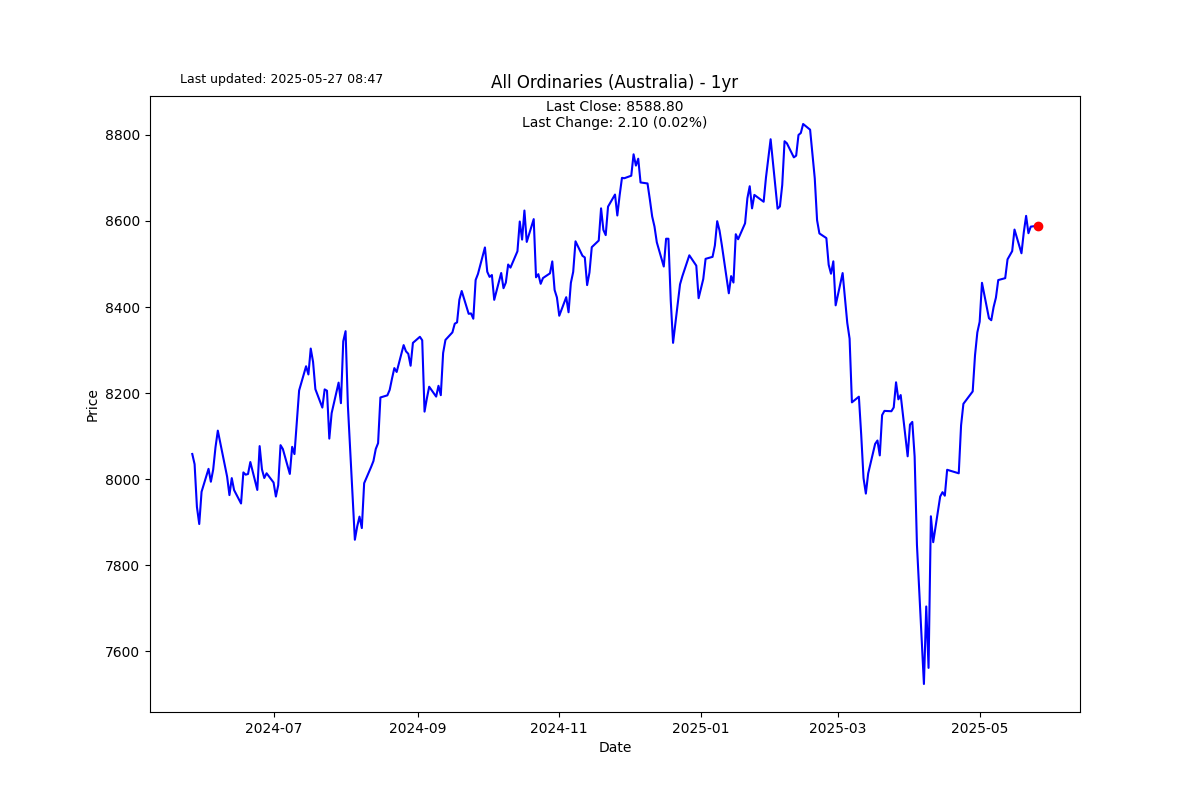 Last updated: 2025-05-27 08:47
All Ordinaries (Australia) - 1yr
Last Close: 8588.80
Last Change: 2.10 (0.02%)
8800
8600
8400
8200
8000
7800
7600
Price
2024-07
2024-09
2024-11
2025-01
2025-03
2025-05
Date